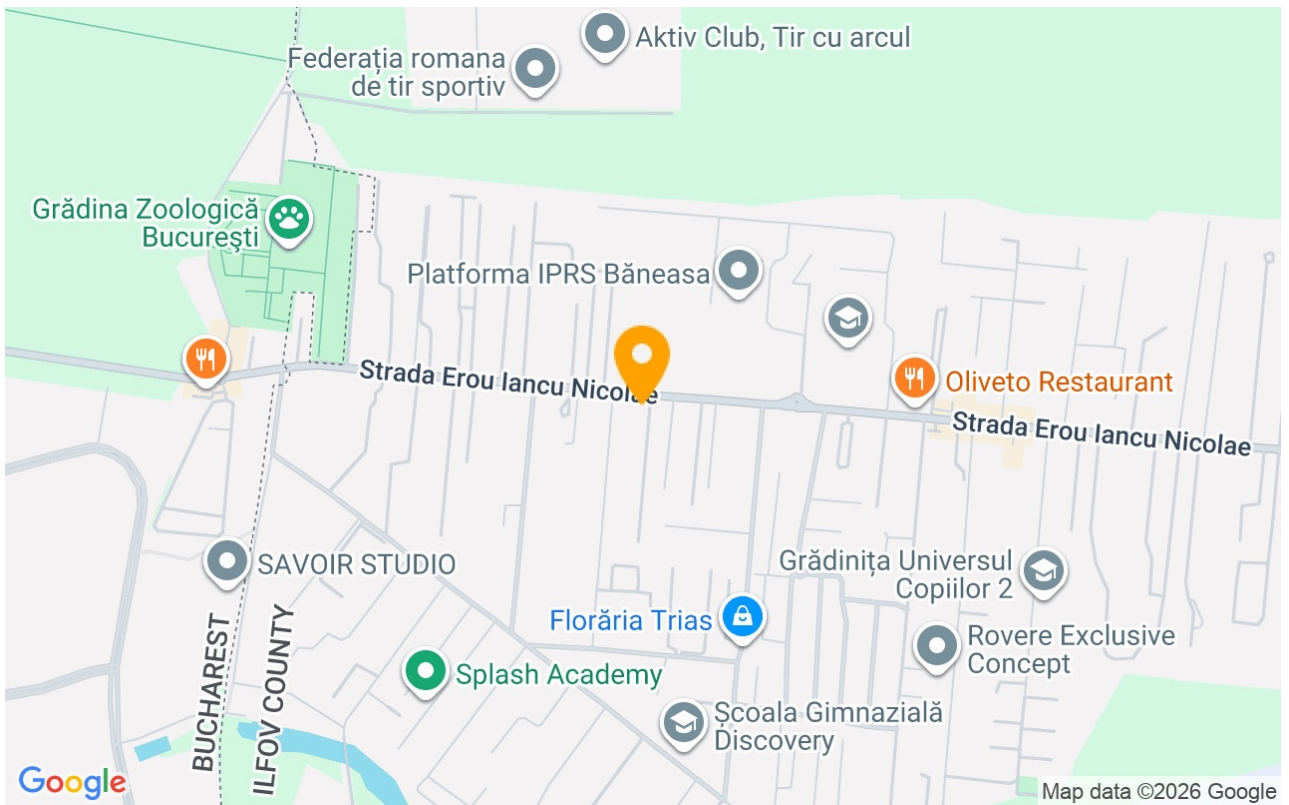 Aktiv Club, Tir cu arcul
Federația romana
de tir sportiv
Grădina Zoologică
București
Platforma IPRS Băneasa
Strada Erou Iancu Nicolae
Oliveto Restaurant
Strada Erou Iancu Nicolae
SAVOIR STUDIO
Grădinița Universul
Copiilor 2
Florăria Trias
Rovere Exclusive
Concept
BUCHAREST
ILFOV COUNTY
Splash Academy
Școala Gimnazială
Discovery
Google
Map data ©2026 Google